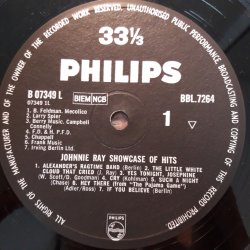 ALL RIGHTS OF THE MANUFACTURER AND OF THE OWNER OF THE RECORDED WORK RESERVED. UNAUTHORISED PUBLIC PERFORMANCE, BROADCASTING AND COPYING OF THIS RECORD PROHIBITED
33⅓
PHILIPS
B 07349 L
BIEM NCB
BBL.7264
07349 1L
1. B. Feldman, Mecolico
2. Larry Spier
3. Berry Music, Campbell
Connelly
4. F.D. & H. P.F.D.
5. Chappell
6. Frank Music
7. Irving Berlin Ltd
1
JOHNNIE RAY SHOWCASE OF HITS
1. ALEXANDER'S RAGTIME BAND (Berlin) 2. THE LITTLE WHITE
CLOUD THAT CRIED (J. Ray) 3. YES TONIGHT, JOSEPHINE
(Scott/D. Goodman) 4. CRY (Kohlman) 5. SUCH A NIGHT
(Chase) 6. HEY THERE (from "The Pajama Game")
(Adler/Ross) 7. IF YOU BELIEVE (Berlin)
PHILIPS